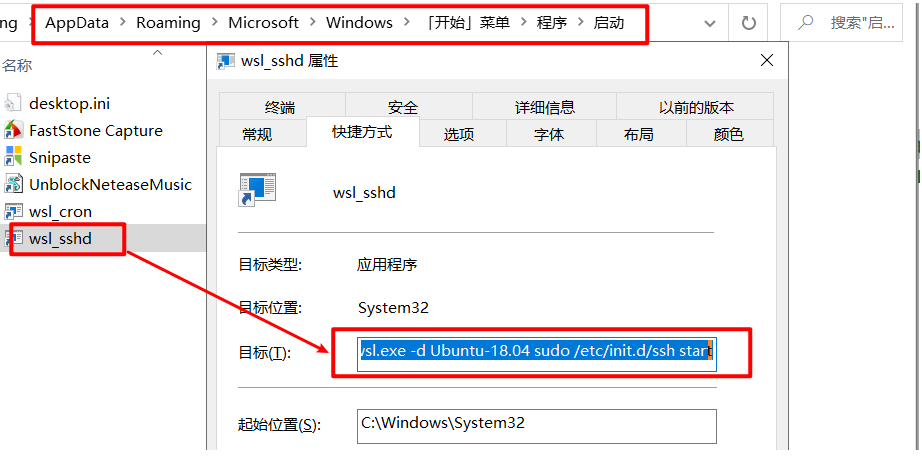 ng > AppData > Roaming > Microsoft > Windows > 「开始」菜单 > 程序 > 启动
搜索"启...
名称
desktop.ini
FastStone Capture
Snipaste
UnblockNeteaseMusic
wsl_cron
wsl_sshd
wsl_sshd 属性
终端 安全 详细信息 以前的版本
常规 快捷方式 选项 字体 布局 颜色
wsl_sshd
目标类型: 应用程序
目标位置: System32
目标(T): wsl.exe -d Ubuntu-18.04 sudo /etc/init.d/ssh start
起始位置(S): C:\Windows\System32